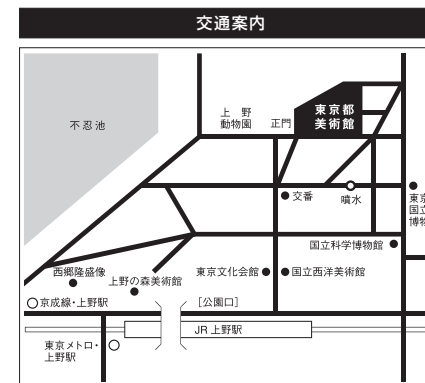 交通案内
不忍池
上野
動物園
正門
東京都
美術館
交番
噴水
東京
国立
博物
国立科学博物館
西郷隆盛像
上野の森美術館
東京文化会館
国立西洋美術館
京成線・上野駅
[公園口]
JR 上野駅
東京メトロ・
上野駅